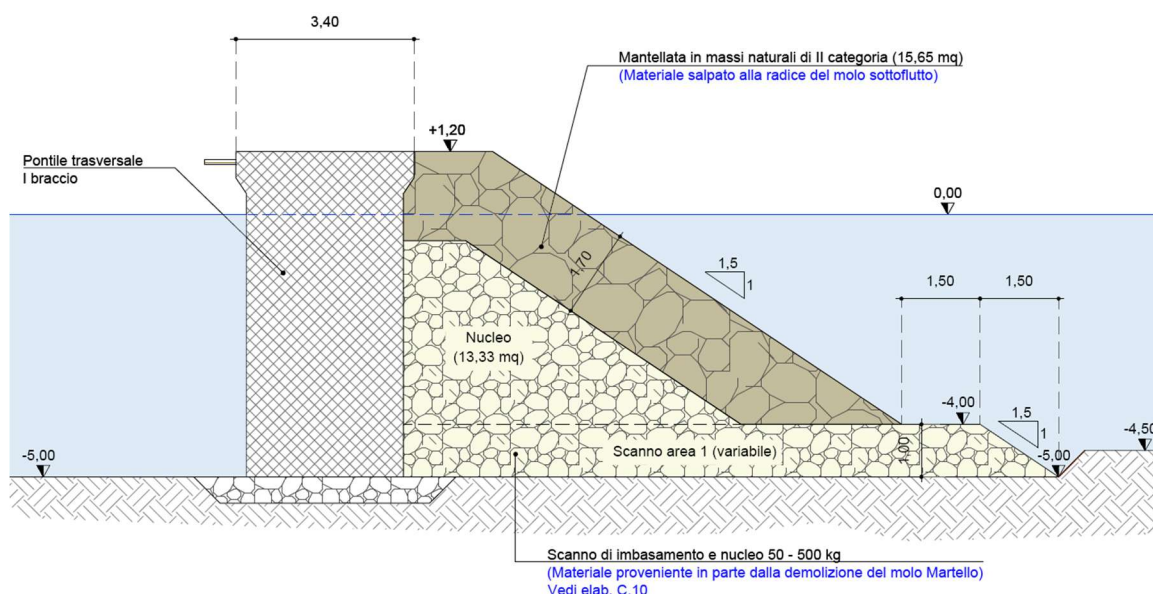 3,40
Mantellata in massi naturali di II categoria (15,65 mq)
(Materiale salpato alla radice del molo sottoflutto)
+1,20
Pontile trasversale
I braccio
0,00
1,70
1,5
1
1,50
1,50
Nucleo
(13,33 mq)
-4,00
1,5
1
-4,50
-5,00
Scanno area 1 (variabile)
1,00
-5,00
Scanno di imbasamento e nucleo 50 - 500 kg
(Materiale proveniente in parte dalla demolizione del molo Martello)
Vedi elab. C.10